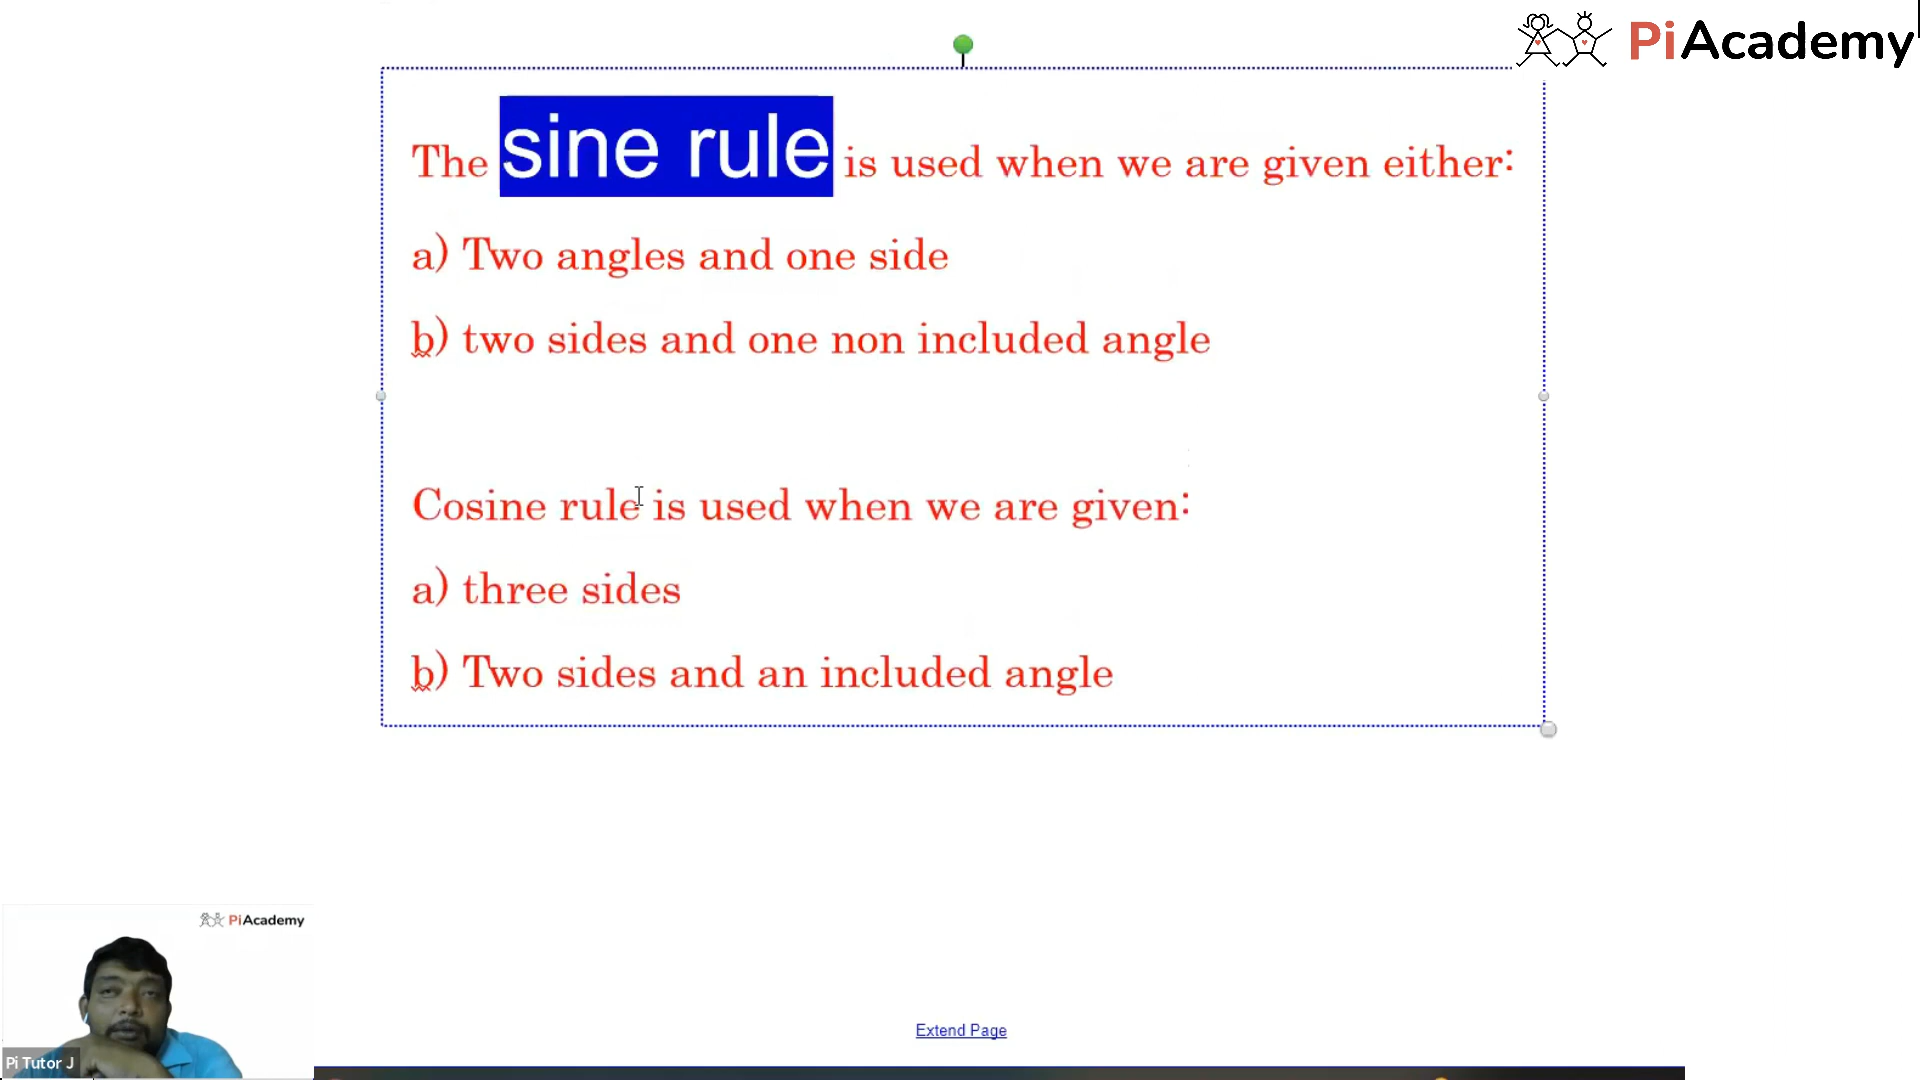 PiAcademy
The sine rule is used when we are given either:
a) Two angles and one side
b) two sides and one non included angle
Cosine rule is used when we are given:
a) three sides
b) Two sides and an included angle
Extend Page
PiAcademy
Pi Tutor J